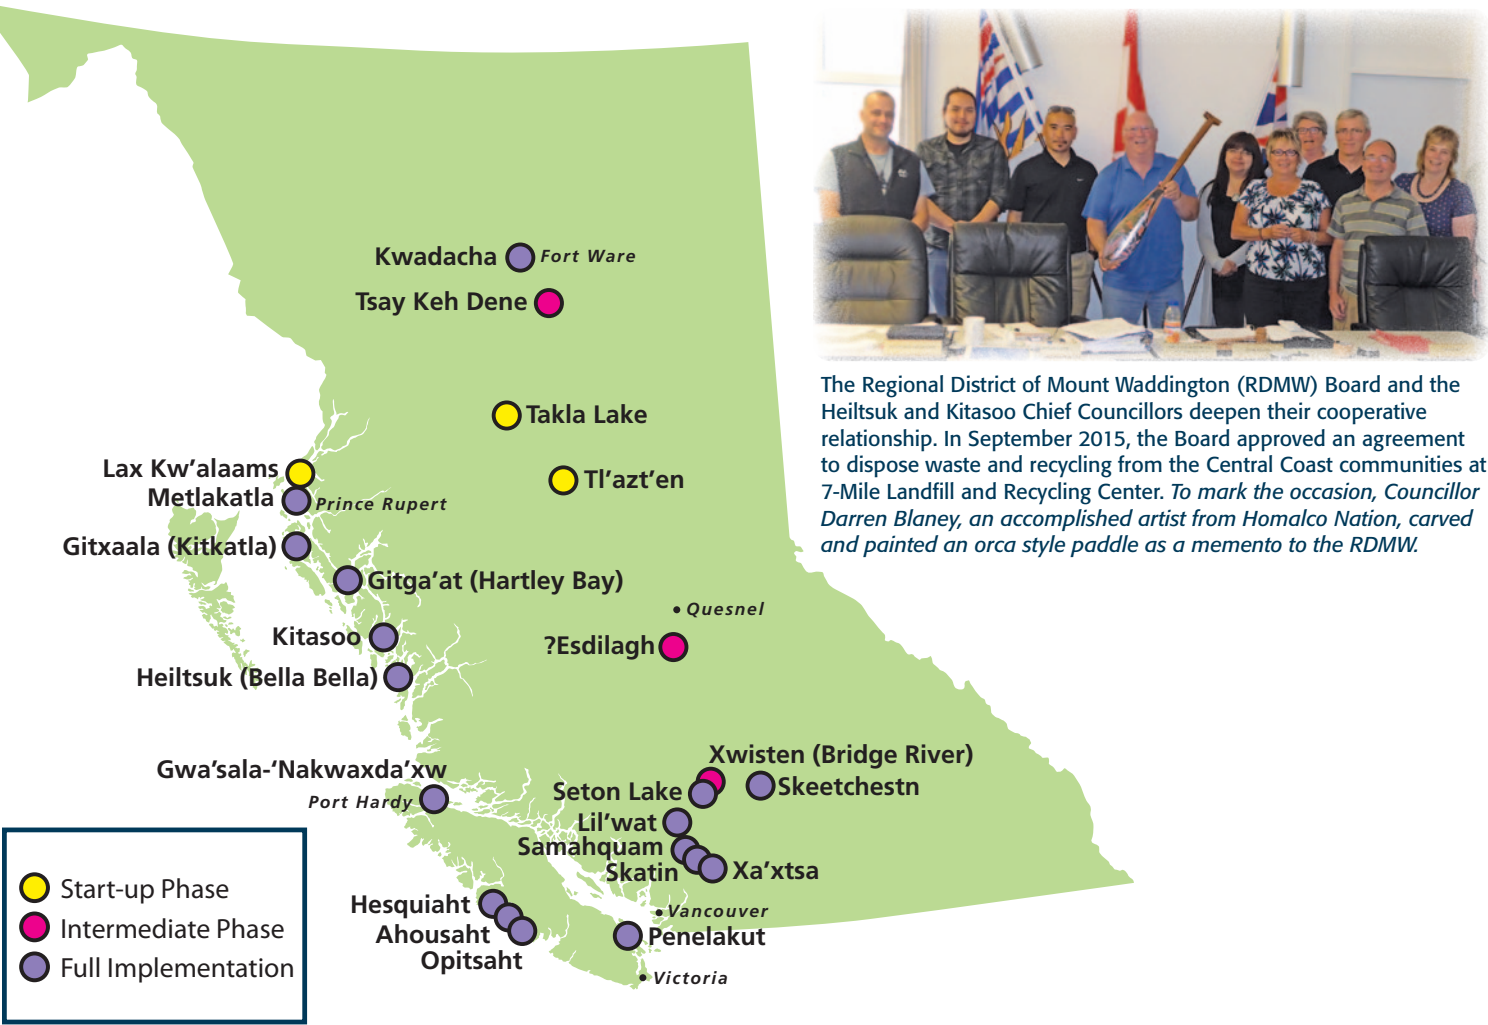 Kwadacha
Fort Ware
Tsay Keh Dene
Takla Lake
Lax Kw’alaams
Tl’azt’en
Metlakatla
Prince Rupert
Gitxaala (Kitkatla)
Gitga’at (Hartley Bay)
Quesnel
Kitasoo
?Esdilagh
Heiltsuk (Bella Bella)
Xwisten (Bridge River)
Gwa’sala-‘Nakwaxda’xw
Seton Lake
Skeetchestn
Port Hardy
Lil’wat
Samahquam
Skatin
Xa’xtsa
Hesquiaht
Vancouver
Ahousaht
Penelakut
Opitsaht
Victoria
Start-up Phase
Intermediate Phase
Full Implementation
The Regional District of Mount Waddington (RDMW) Board and the
Heiltsuk and Kitasoo Chief Councillors deepen their cooperative
relationship. In September 2015, the Board approved an agreement
to dispose waste and recycling from the Central Coast communities at
7-Mile Landfill and Recycling Center. To mark the occasion, Councillor
Darren Blaney, an accomplished artist from Homalco Nation, carved
and painted an orca style paddle as a memento to the RDMW.